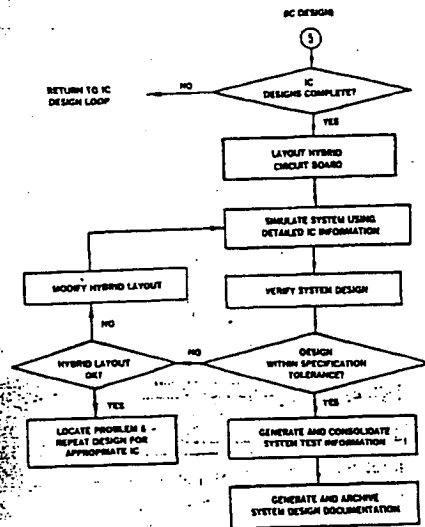 (IC DESIGN)
5
IC
DESIGNS COMPLETE?
NO
RETURN TO IC
DESIGN LOOP
YES
LAYOUT HYBRID
CIRCUIT BOARD
SIMULATE SYSTEM USING
DETAILED IC INFORMATION
MODIFY HYBRID LAYOUT
VERIFY SYSTEM DESIGN
NO
HYBRID LAYOUT
OK?
NO
DESIGN
WITHIN SPECIFICATION
TOLERANCE?
YES
YES
LOCATE PROBLEM &
REPEAT DESIGN FOR
APPROPRIATE IC
GENERATE AND CONSOLIDATE
SYSTEM TEST INFORMATION
GENERATE AND ARCHIVE
SYSTEM DESIGN DOCUMENTATION